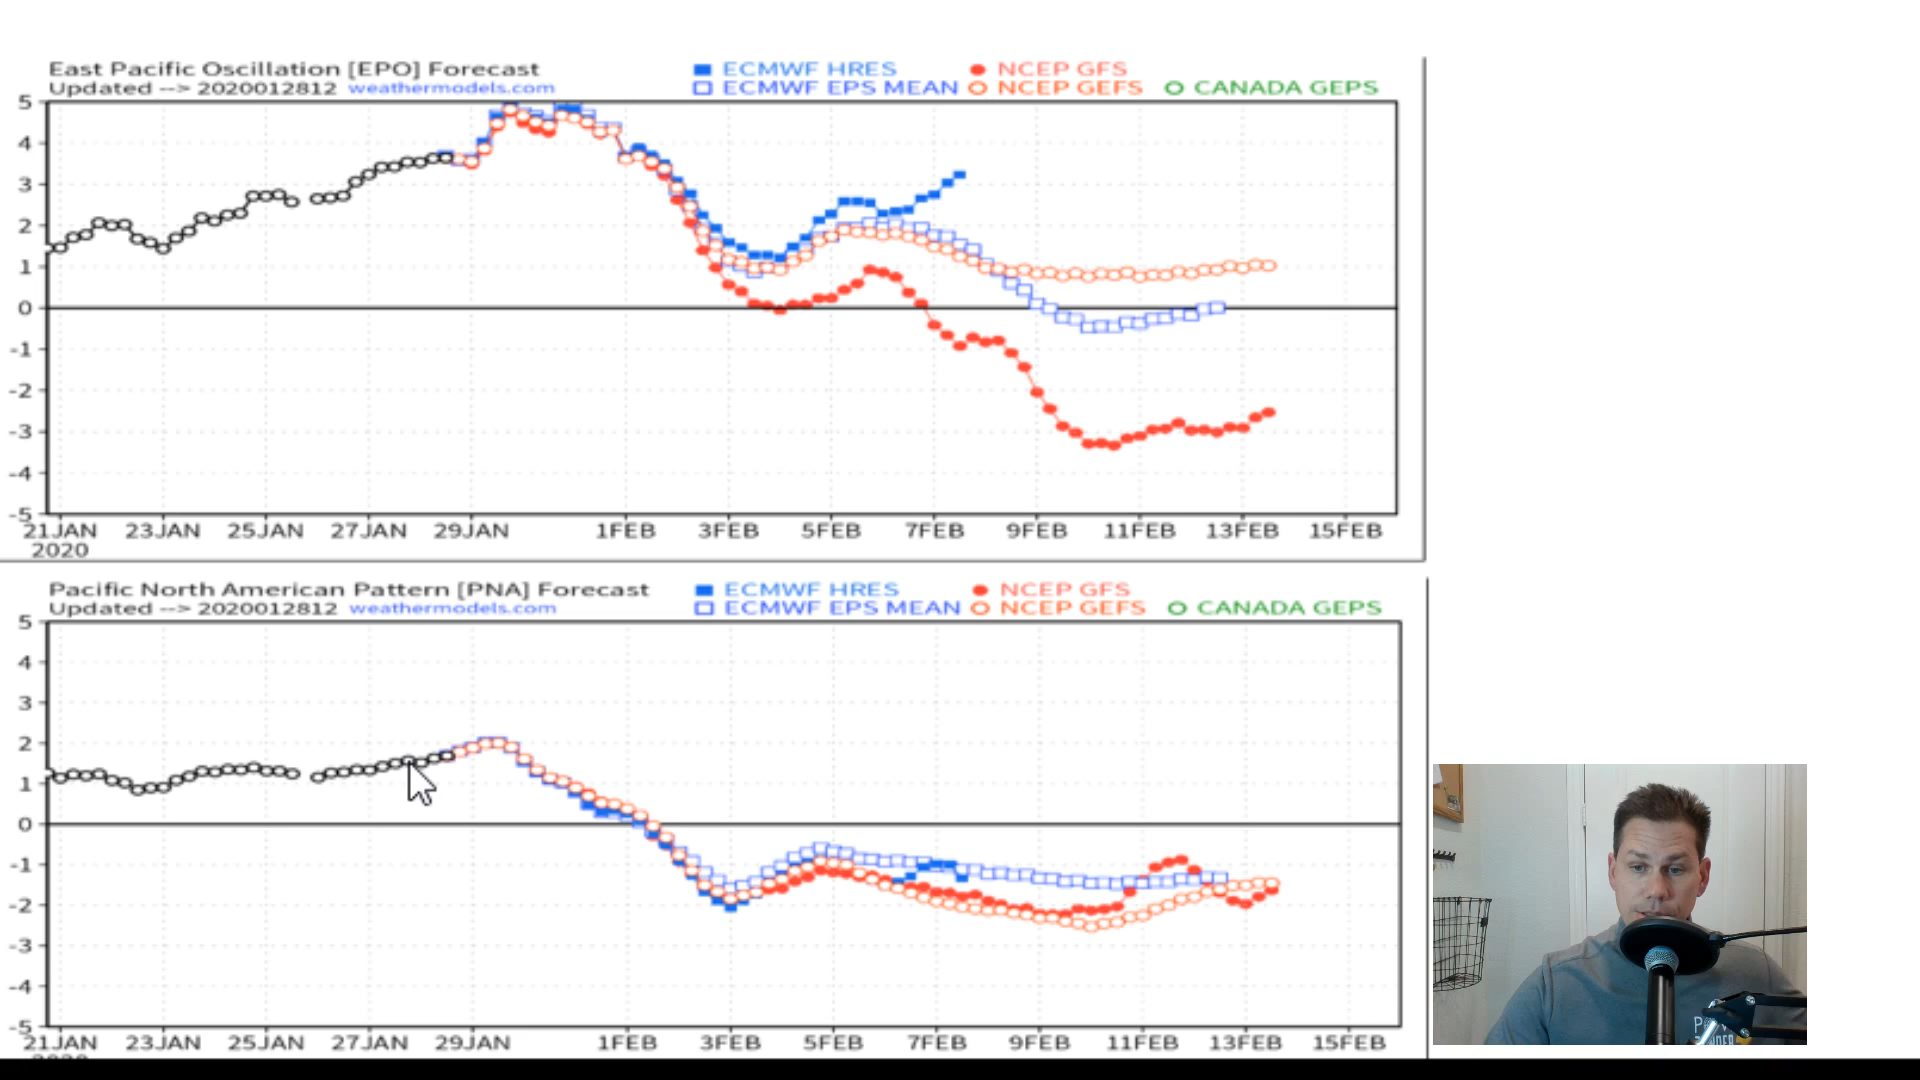 East Pacific Oscillation [EPO] Forecast
ECMWF HRES NCEP GFS
Updated --> 2020012812 weathermodels.com
ECMWF EPS MEAN NCEP GEFS CANADA GEPS
5
4
3
2
1
0
-1
-2
-3
-4
-5
21JAN 23JAN 25JAN 27JAN 29JAN 1FEB 3FEB 5FEB 7FEB 9FEB 11FEB 13FEB 15FEB
2020
Pacific North American Pattern [PNA] Forecast
ECMWF HRES NCEP GFS
Updated --> 2020012812 weathermodels.com
ECMWF EPS MEAN NCEP GEFS CANADA GEPS
5
4
3
2
1
0
-1
-2
-3
-4
-5
21JAN 23JAN 25JAN 27JAN 29JAN 1FEB 3FEB 5FEB 7FEB 9FEB 11FEB 13FEB 15FEB